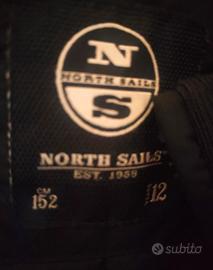 N
NORTH SAILS
S
NORTH SAILS
EST. 1959
CM
152
12
subito